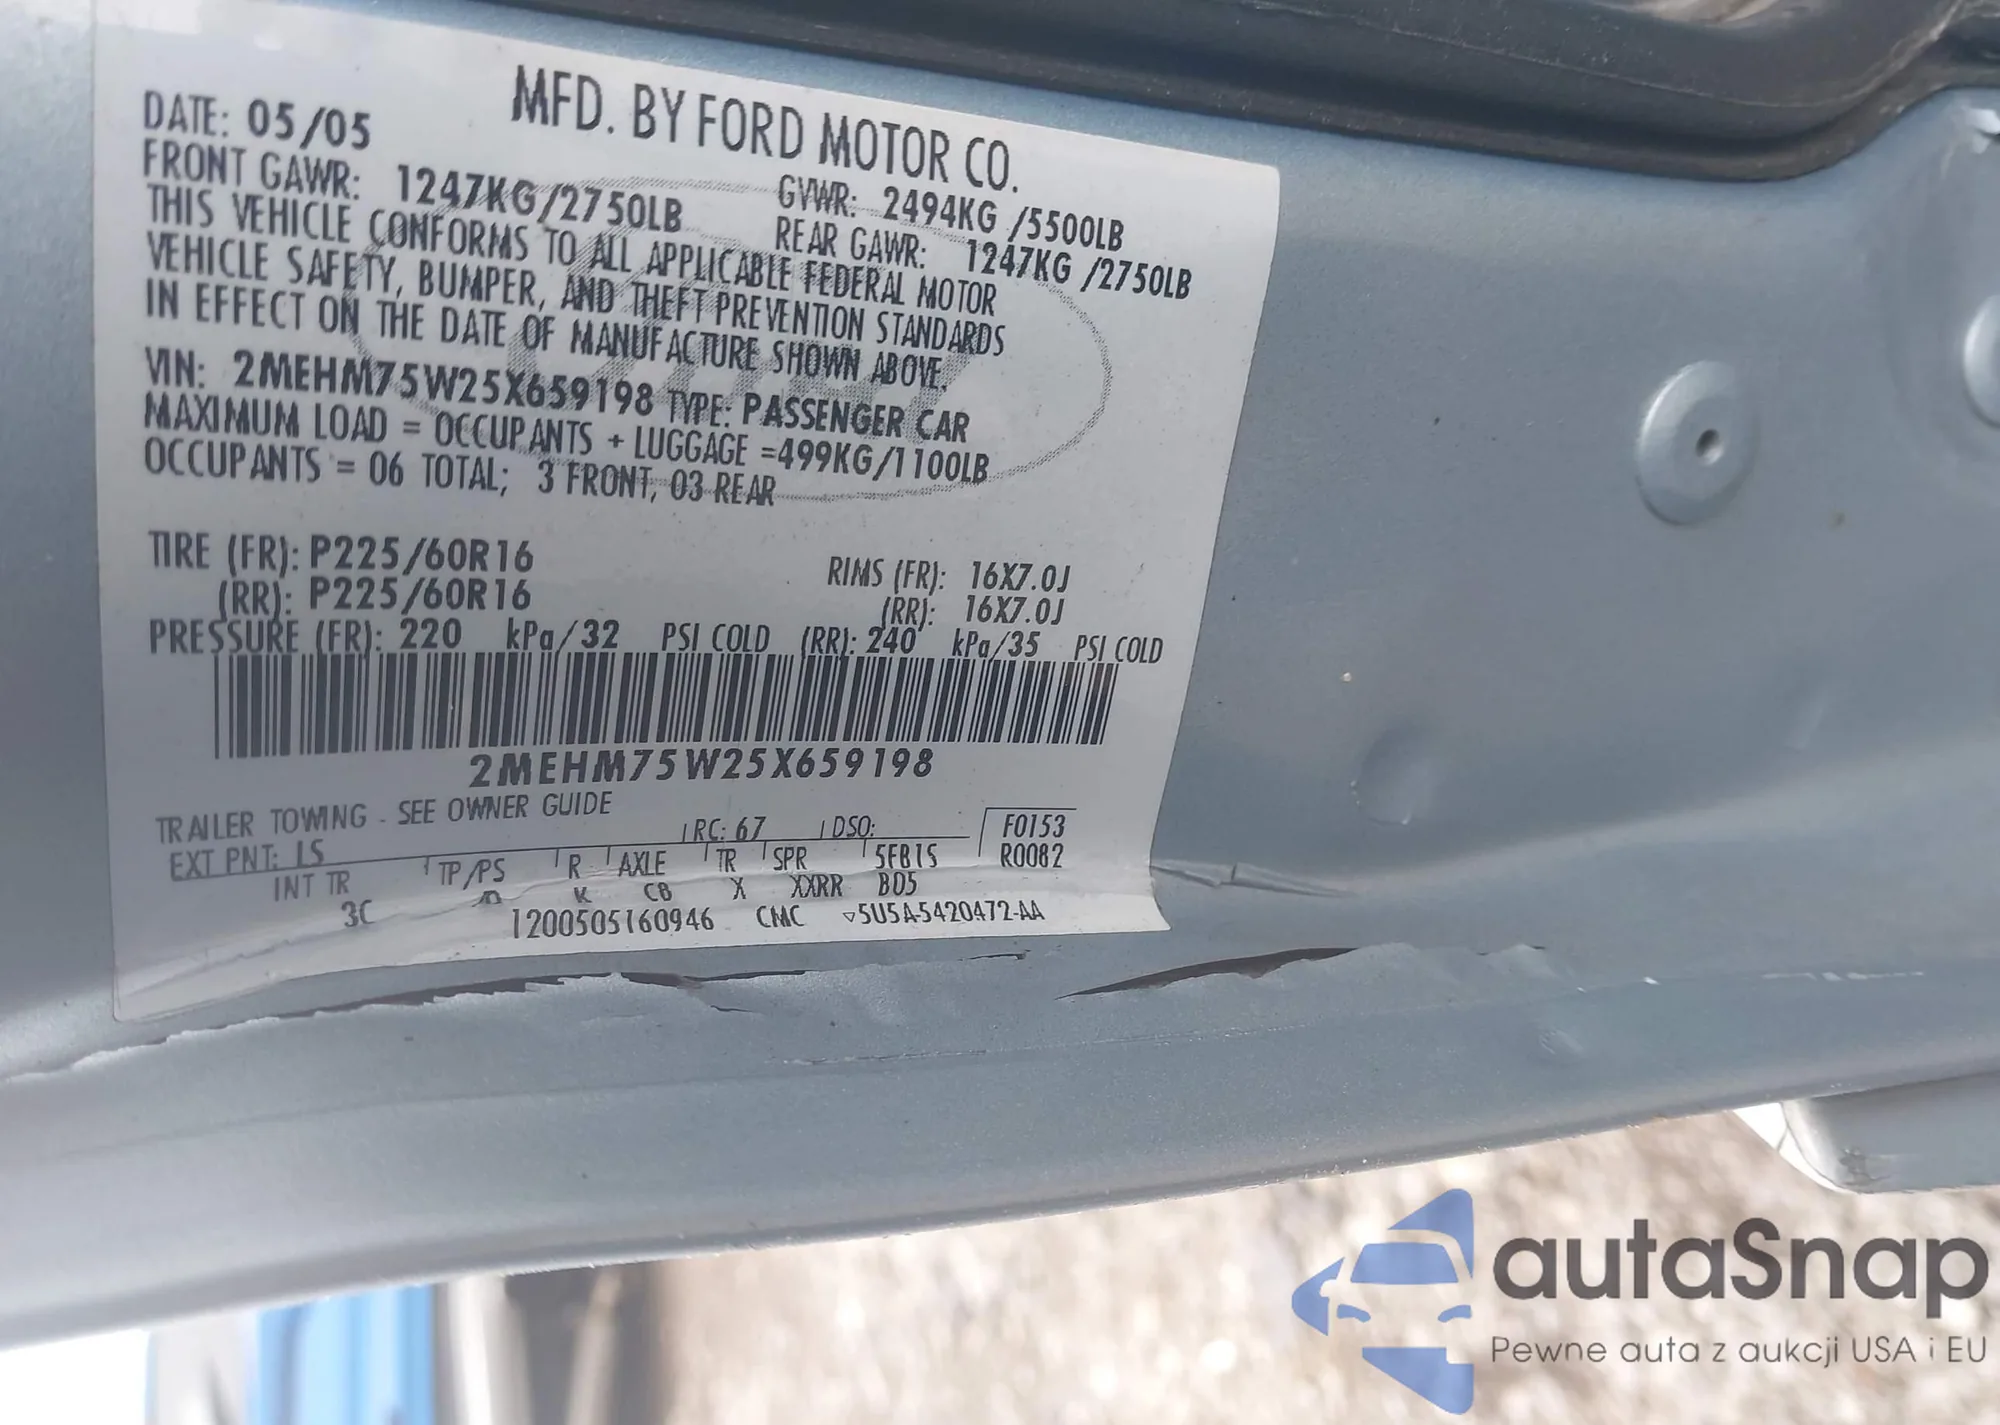 MFD. BY FORD MOTOR CO.
DATE: 05/05
GVWR: 2494KG /5500LB
FRONT GAWR: 1247KG/2750LB
REAR GAWR: 1247KG /2750LB
THIS VEHICLE CONFORMS TO ALL APPLICABLE FEDERAL MOTOR
VEHICLE SAFETY, BUMPER, AND THEFT PREVENTION STANDARDS
IN EFFECT ON THE DATE OF MANUFACTURE SHOWN ABOVE.
VIN: 2MEHM75W25X659198 TYPE: PASSENGER CAR
MAXIMUM LOAD = OCCUPANTS + LUGGAGE =499KG/1100LB
OCCUPANTS = 06 TOTAL; 3 FRONT, 03 REAR
TIRE (FR): P225/60R16 RIMS (FR): 16X7.0J
(RR): P225/60R16 (RR): 16X7.0J
PRESSURE (FR): 220 kPa/32 PSI COLD (RR): 240 kPa/35 PSI COLD
2MEHM75W25X659198
TRAILER TOWING - SEE OWNER GUIDE
EXT PNT: LS RC: 67 DSO: F0153
INT TR TP/PS R AXLE TR SPR 5FB15 R0082
3C K C8 X XXRR B05
1200505160946 CMC ▽5U5A-5420472-AA
autaSnap
Pewne auta z aukcji USA i EU